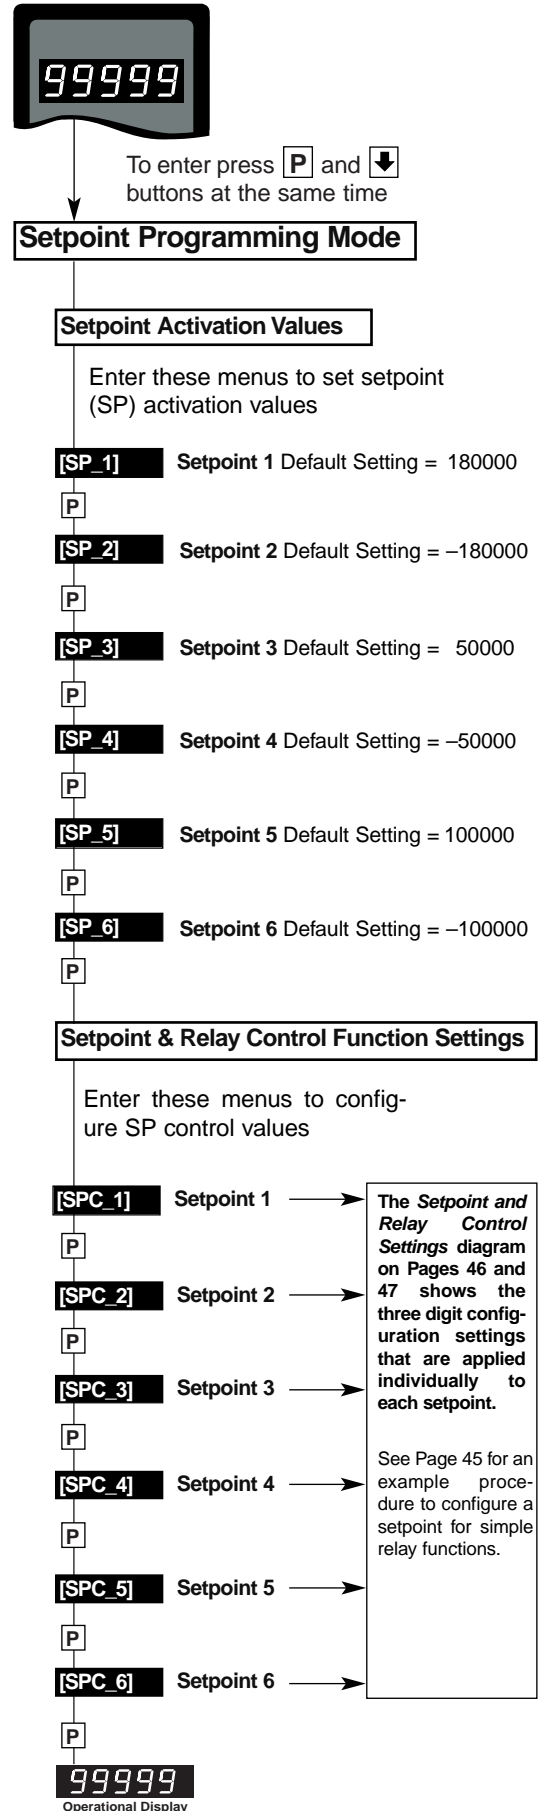 99999
To enter press P and
buttons at the same time
Setpoint Programming Mode
Setpoint Activation Values
Enter these menus to set setpoint
(SP) activation values
[SP_1] Setpoint 1 Default Setting = 180000
P
[SP_2] Setpoint 2 Default Setting = –180000
P
[SP_3] Setpoint 3 Default Setting = 50000
P
[SP_4] Setpoint 4 Default Setting = –50000
P
[SP_5] Setpoint 5 Default Setting = 100000
P
[SP_6] Setpoint 6 Default Setting = –100000
P
Setpoint & Relay Control Function Settings
Enter these menus to config-
ure SP control values
[SPC_1] Setpoint 1
P
[SPC_2] Setpoint 2
P
[SPC_3] Setpoint 3
P
[SPC_4] Setpoint 4
P
[SPC_5] Setpoint 5
P
[SPC_6] Setpoint 6
P
The Setpoint and
Relay Control
Settings diagram
on Pages 46 and
47 shows the
three digit config-
uration settings
that are applied
individually to
each setpoint.
See Page 45 for an
example proce-
dure to configure a
setpoint for simple
relay functions.
99999
Operational Display